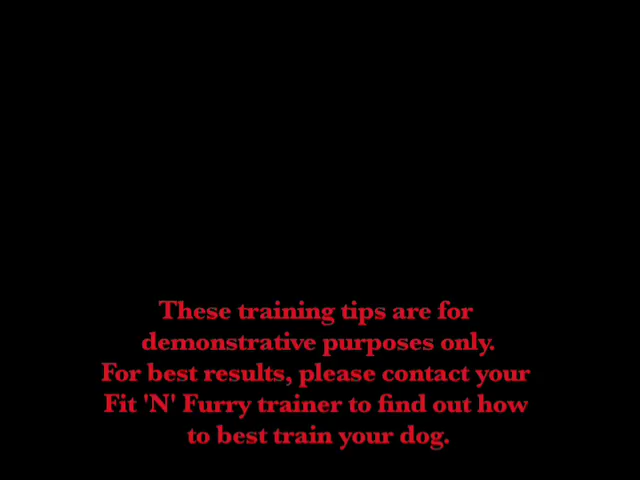 These training tips are for
demonstrative purposes only.
For best results, please contact your
Fit 'N' Furry trainer to find out how
to best train your dog.